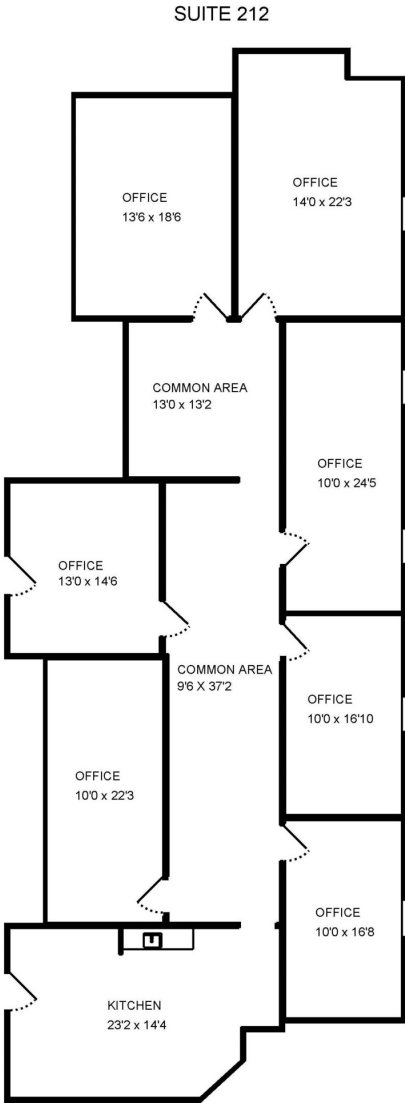 SUITE 212
OFFICE
14'0 x 22'3
OFFICE
13'6 x 18'6
COMMON AREA
13'0 x 13'2
OFFICE
10'0 x 24'5
OFFICE
13'0 x 14'6
COMMON AREA
9'6 X 37'2
OFFICE
10'0 x 16'10
OFFICE
10'0 x 22'3
OFFICE
10'0 x 16'8
KITCHEN
23'2 x 14'4